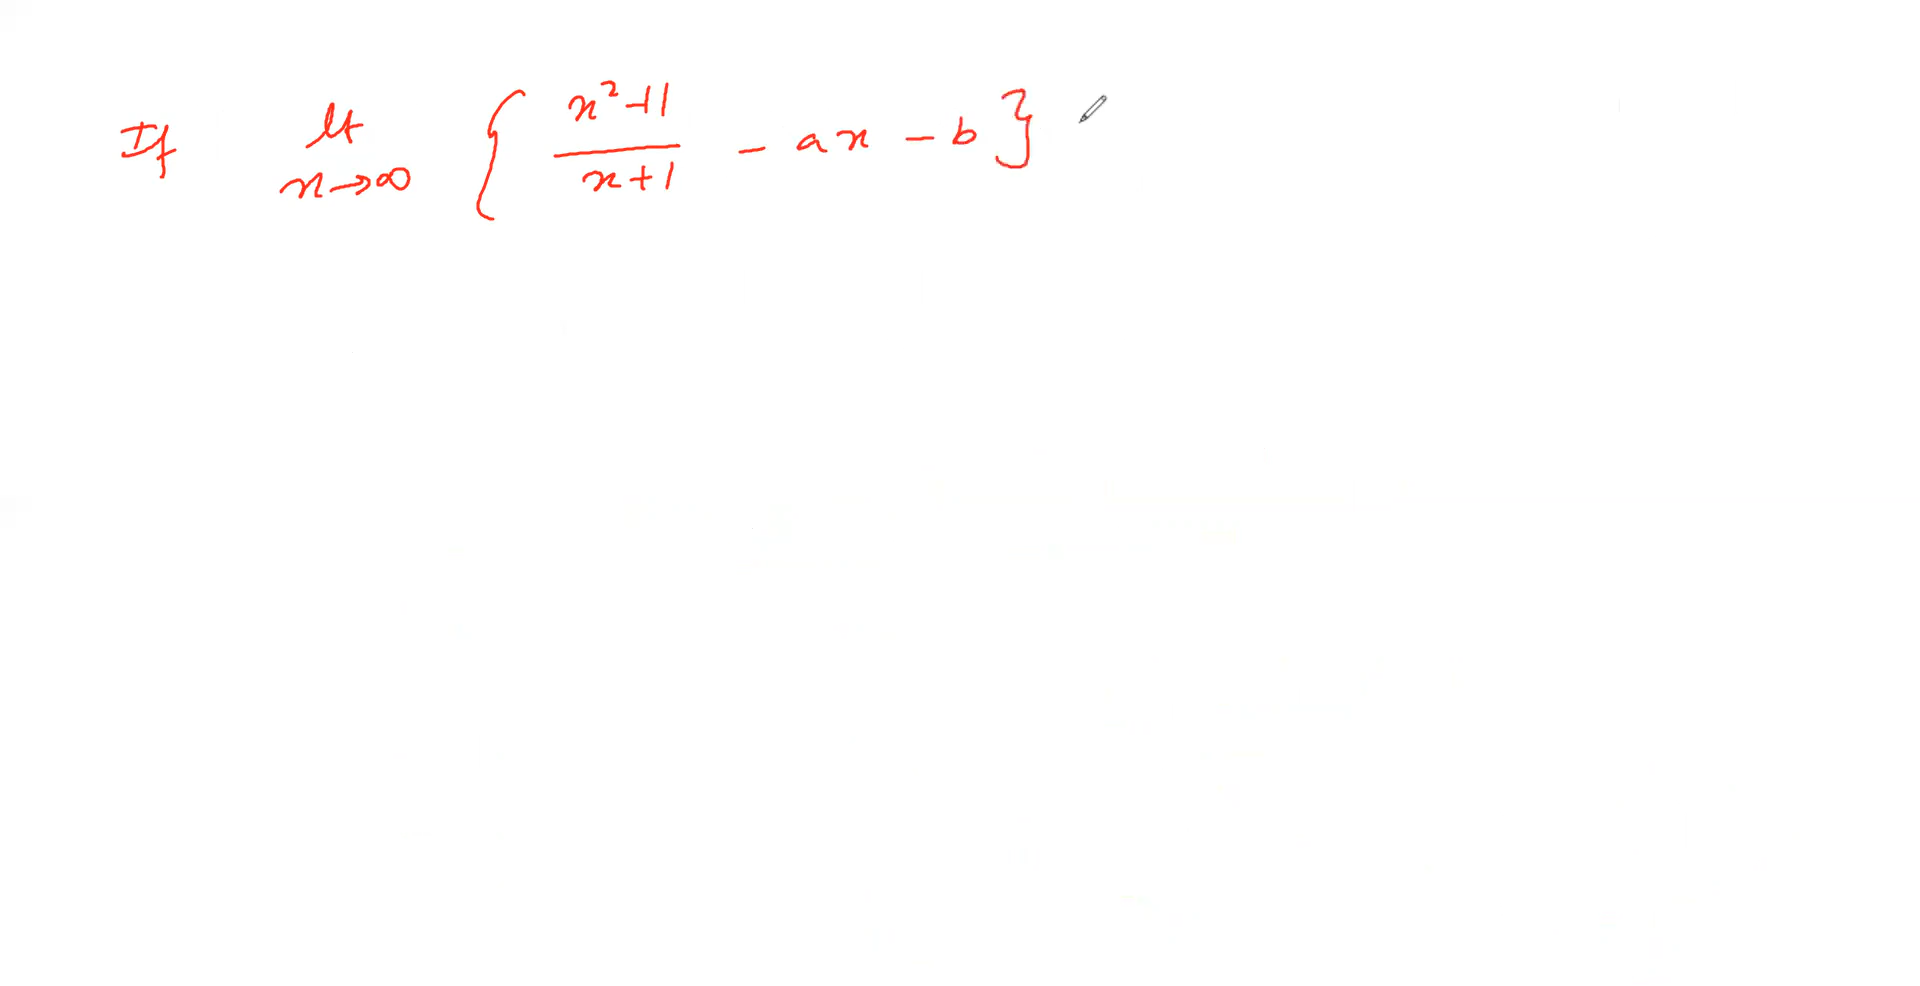 If lt x→∞ { (x²+1)/(x+1) - ax - b }